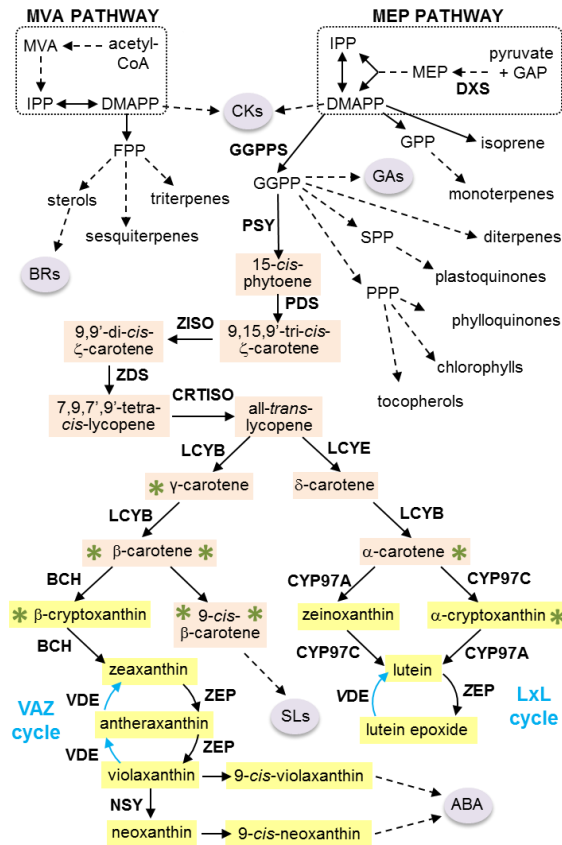 MVA PATHWAY
MEP PATHWAY
MVA
acetyl-
CoA
IPP
DMAPP
IPP
MEP
pyruvate
+ GAP
DXS
DMAPP
CKs
FPP
sterols
triterpenes
sesquiterpenes
BRs
GGPPS
GPP
isoprene
monoterpenes
GGPP
GAs
PSY
SPP
diterpenes
plastoquinones
PPP
phylloquinones
chlorophylls
tocopherols
15-cis-
phytoene
PDS
9,15,9'-tri-cis-
ζ-carotene
ZISO
9,9'-di-cis-
ζ-carotene
ZDS
7,9,7',9'-tetra-
cis-lycopene
CRTISO
all-trans-
lycopene
LCYB
LCYE
* γ-carotene
δ-carotene
LCYB
LCYB
* β-carotene *
α-carotene *
BCH
CYP97A
CYP97C
* β-cryptoxanthin
* 9-cis- *
β-carotene
zeinoxanthin
α-cryptoxanthin *
BCH
CYP97C
CYP97A
zeaxanthin
lutein
VAZ
cycle
VDE
ZEP
antheraxanthin
SLs
VDE
ZEP
LxL
cycle
lutein epoxide
VDE
ZEP
violaxanthin
9-cis-violaxanthin
NSY
ABA
neoxanthin
9-cis-neoxanthin